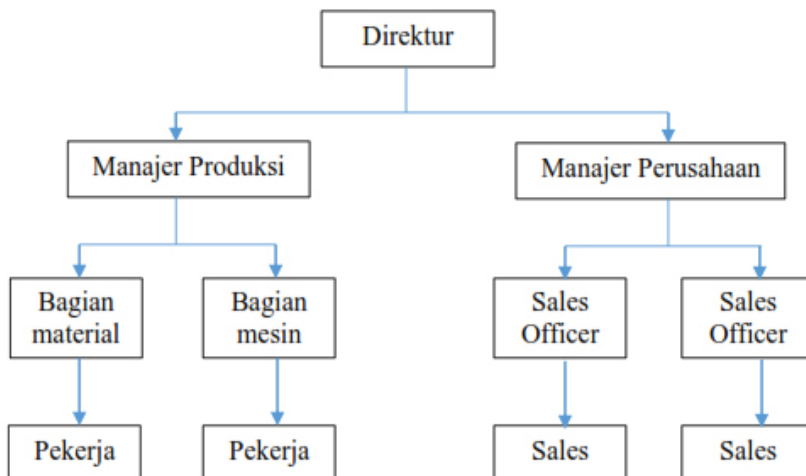 Direktur
Manajer Produksi
Manajer Perusahaan
Bagian
material
Bagian
mesin
Sales
Officer
Sales
Officer
Pekerja
Pekerja
Sales
Sales